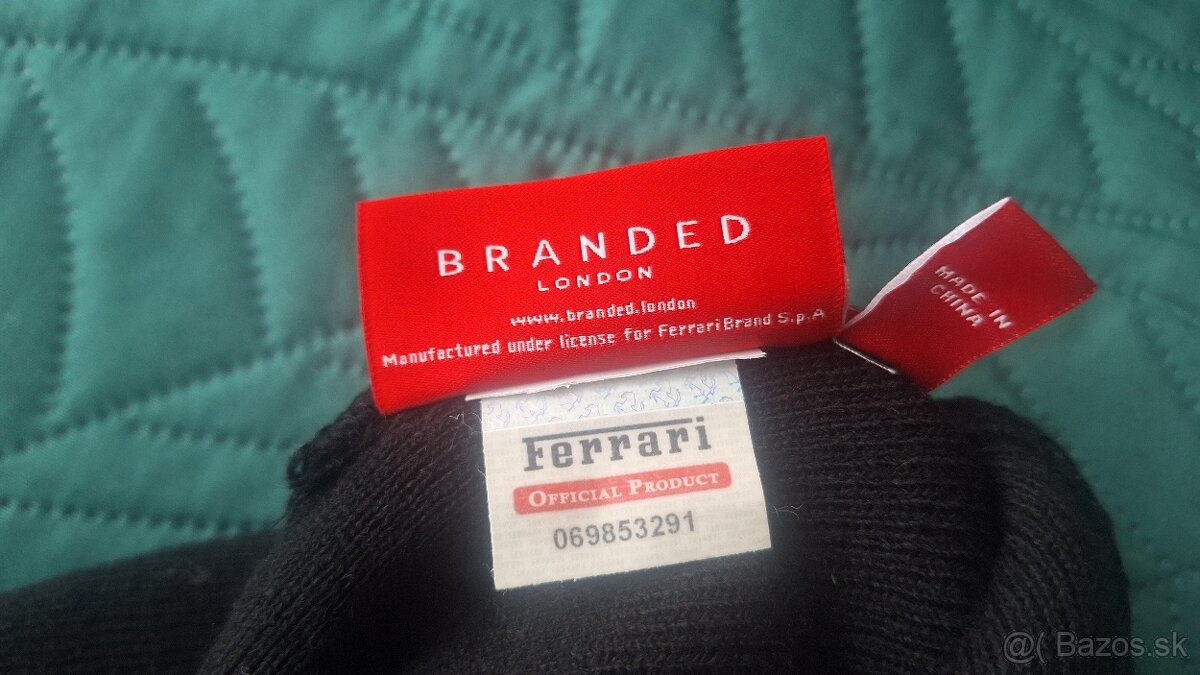 BRANDED
LONDON
www.branded.london
Manufactured under license for Ferrari Brand S.p.A
MADE IN
CHINA
Ferrari
OFFICIAL PRODUCT
069853291
@( Bazos.sk